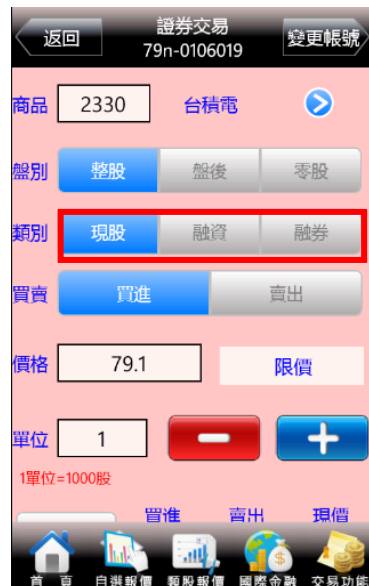 返回 證券交易 變更帳號
79n-0106019
商品 2330 台積電
盤別 整股 盤後 零股
類別 現股 融資 融券
買賣 買進 賣出
價格 79.1 限價
單位 1
1單位=1000股
買進 賣出 現價
首頁 自選報價 類股報價 國際金融 交易功能